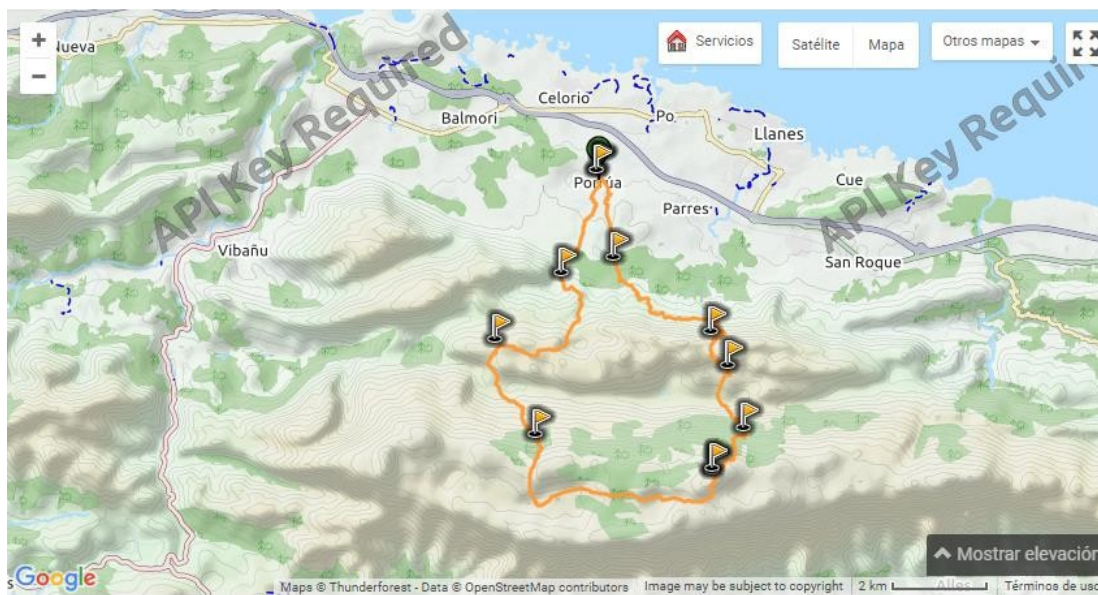 +
−
Nueva
Servicios
Satélite
Mapa
Otros mapas
API Key Required
API Key Required
Celorio
Balmori
Po
Llanes
Porrúa
Cue
Parres
Vibañu
San Roque
Mostrar elevación
Google
Maps © Thunderforest - Data © OpenStreetMap contributors
Image may be subject to copyright
2 km
Alles
Términos de uso